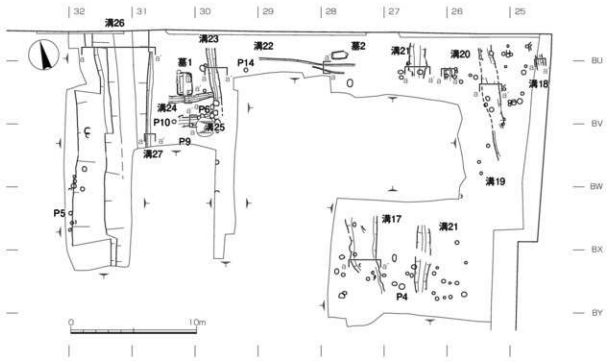 32 31 30 29 28 27 26 25
溝26
溝23
墓1 P14 溝22 墓2 溝21 溝20
BU
a a' a a' a a' a a' a a' a a' 溝18
溝24 P6
P10 溝25
BV
P9
溝27
溝19
BW
P5
溝17 溝21
BX
a a'
P4
0 10m
BY